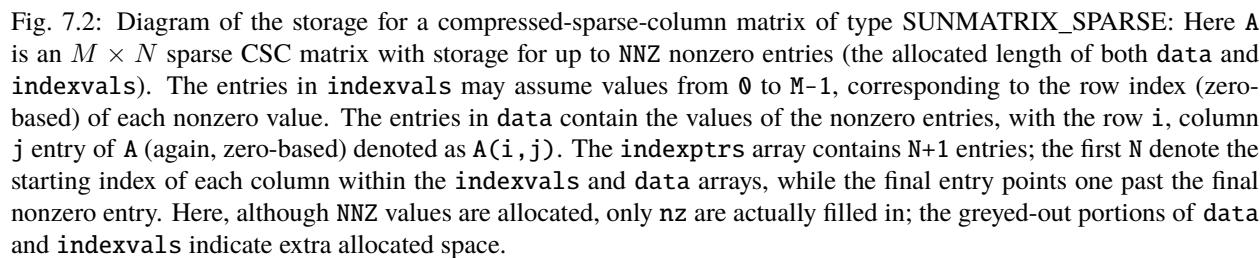 Fig. 7.2: Diagram of the storage for a compressed-sparse-column matrix of type SUNMATRIX_SPARSE: Here A
is an M × N sparse CSC matrix with storage for up to NNZ nonzero entries (the allocated length of both data and
indexvals). The entries in indexvals may assume values from 0 to M-1, corresponding to the row index (zero-
based) of each nonzero value. The entries in data contain the values of the nonzero entries, with the row i, column
j entry of A (again, zero-based) denoted as A(i,j). The indexptrs array contains N+1 entries; the first N denote the
starting index of each column within the indexvals and data arrays, while the final entry points one past the final
nonzero entry. Here, although NNZ values are allocated, only nz are actually filled in; the greyed-out portions of data
and indexvals indicate extra allocated space.